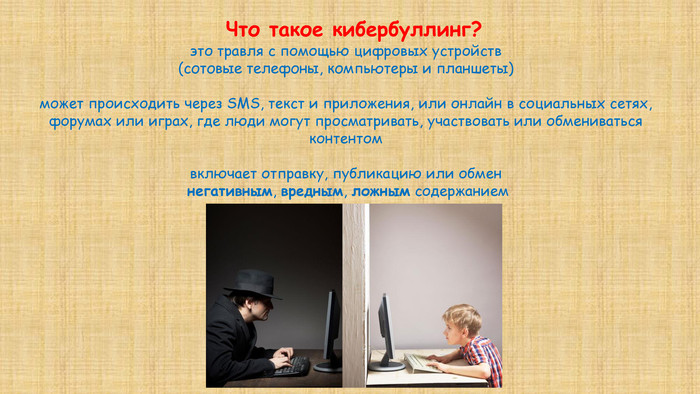 Что такое кибербуллинг?
это травля с помощью цифровых устройств
(сотовые телефоны, компьютеры и планшеты)
может происходить через SMS, текст и приложения, или онлайн в социальных сетях,
форумах или играх, где люди могут просматривать, участвовать или обмениваться
контентом
включает отправку, публикацию или обмен
негативным, вредным, ложным содержанием